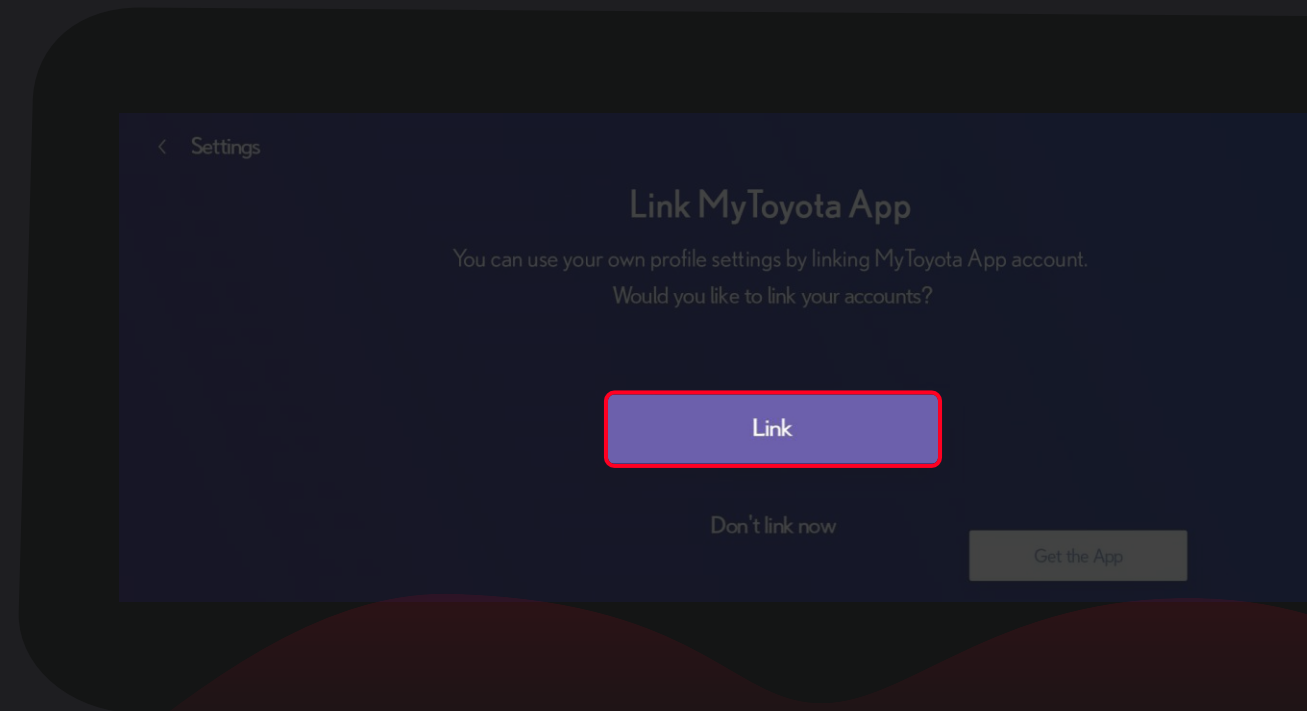 Settings
Link MyToyota App
You can use your own profile settings by linking MyToyota App account.
Would you like to link your accounts?
Link
Don't link now
Get the App